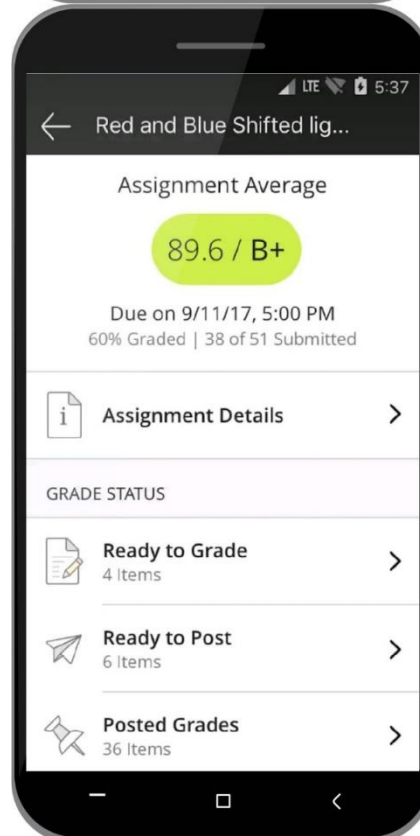 LTE 5:37
Red and Blue Shifted lig...
Assignment Average
89.6 / B+
Due on 9/11/17, 5:00 PM
60% Graded | 38 of 51 Submitted
i Assignment Details
GRADE STATUS
Ready to Grade
4 Items
Ready to Post
6 Items
Posted Grades
36 Items